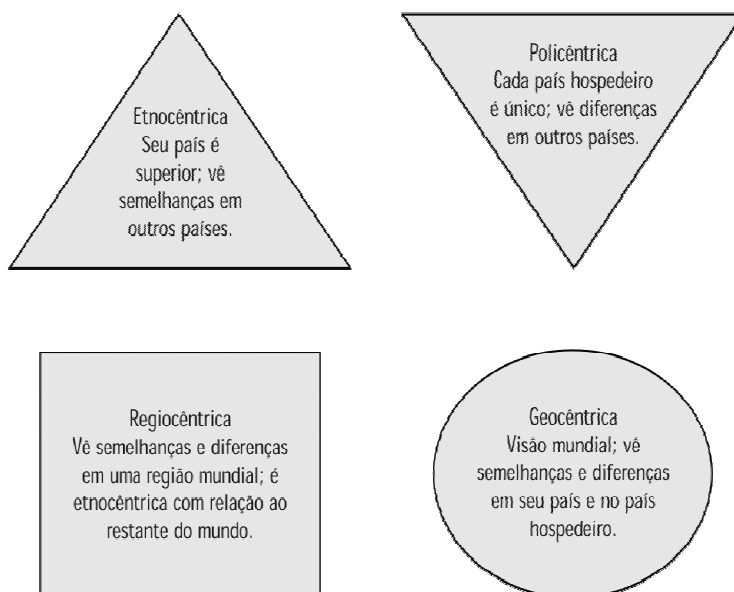 Etnocêntrica
Seu país é
superior; vê
semelhanças em
outros países.
Policêntrica
Cada país hospedeiro
é único; vê diferenças
em outros países.
Regiocêntrica
Vê semelhanças e diferenças
em uma região mundial; é
etnocêntrica com relação ao
restante do mundo.
Geocêntrica
Visão mundial; vê
semelhanças e diferenças
em seu país e no país
hospedeiro.